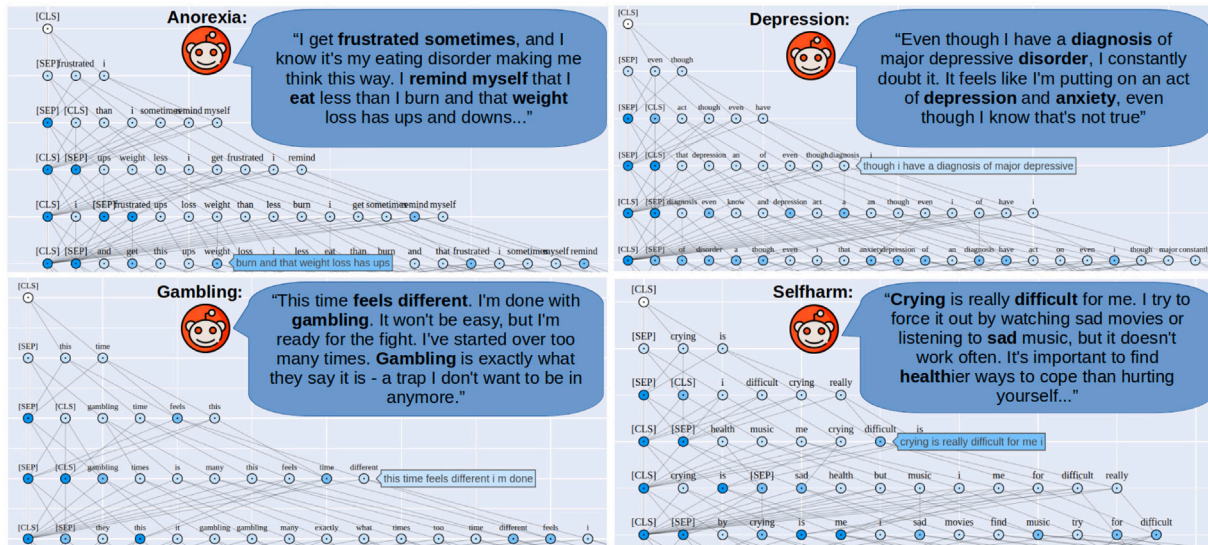 [CLS]
Anorexia:
“I get frustrated sometimes, and I
know it's my eating disorder making me
think this way. I remind myself that I
eat less than I burn and that weight
loss has ups and downs...”
[SEP] frustrated i
[SEP] [CLS] than i sometimes remind myself
[CLS] [SEP] ups weight less i get frustrated i remind
[CLS] i [SEP] frustrated ups loss weight than less burn i get sometimes remind myself
[CLS] [SEP] and get this ups weight loss i less eat than burn and that frustrated i sometimes myself remind
burn and that weight loss has ups
[CLS]
Depression:
“Even though I have a diagnosis of
major depressive disorder, I constantly
doubt it. It feels like I'm putting on an act
of depression and anxiety, even
though I know that's not true”
[SEP] even though
[SEP] [CLS] act though even have
[SEP] [CLS] that depression an of even though diagnosis i
though i have a diagnosis of major depressive
[CLS] [SEP] diagnosis even know and depression act a an though even i of have i
[CLS] [SEP] of disorder a though even i that anxiety depression of an diagnosis have act on even i though major constantly
[CLS]
Gambling:
“This time feels different. I'm done with
gambling. It won't be easy, but I'm
ready for the fight. I've started over too
many times. Gambling is exactly what
they say it is - a trap I don't want to be in
anymore.”
[SEP] this time
[SEP] [CLS] gambling time feels this
[SEP] [CLS] gambling times is many this feels time different
this time feels different i m done
[CLS] [SEP] they this it gambling gambling many exactly what times too time different feels i
[CLS]
Selfharm:
“Crying is really difficult for me. I try to
force it out by watching sad movies or
listening to sad music, but it doesn't
work often. It's important to find
healthier ways to cope than hurting
yourself...”
[SEP] crying is
[SEP] [CLS] i difficult crying really
[CLS] [SEP] health music me crying difficult is
crying is really difficult for me i
[CLS] crying is [SEP] sad health but music i me for difficult really
[CLS] [SEP] by crying is me i sad movies find music try for difficult